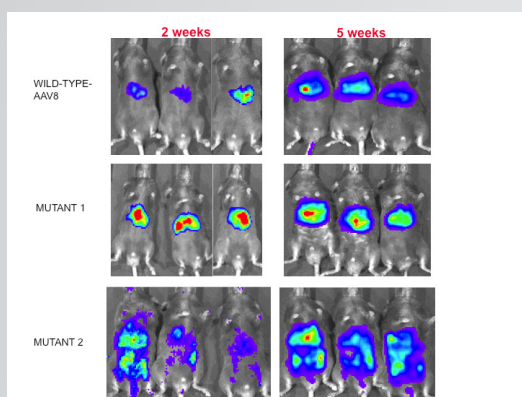 2 weeks
5 weeks
WILD-TYPE-
AAV8
MUTANT 1
MUTANT 2